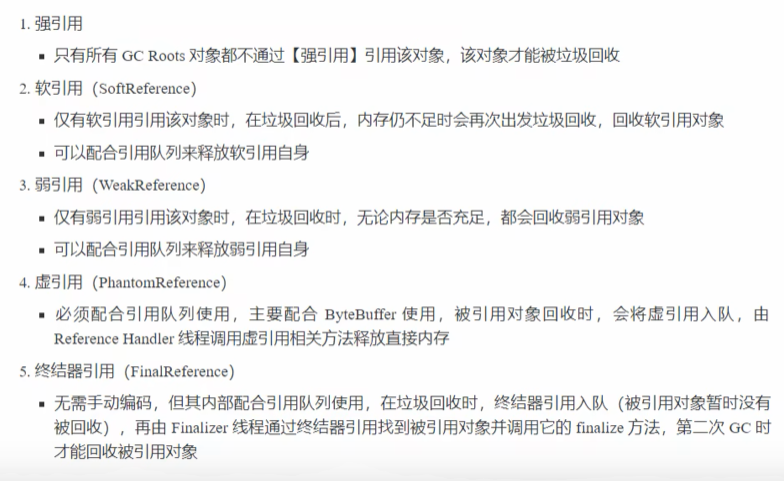 1. 强引用
▪ 只有所有 GC Roots 对象都不通过【强引用】引用该对象，该对象才能被垃圾回收
2. 软引用（SoftReference）
▪ 仅有软引用引用该对象时，在垃圾回收后，内存仍不足时会再次出发垃圾回收，回收软引用对象
▪ 可以配合引用队列来释放软引用自身
3. 弱引用（WeakReference）
▪ 仅有弱引用引用该对象时，在垃圾回收时，无论内存是否充足，都会回收弱引用对象
▪ 可以配合引用队列来释放弱引用自身
4. 虚引用（PhantomReference）
▪ 必须配合引用队列使用，主要配合 ByteBuffer 使用，被引用对象回收时，会将虚引用入队，由
Reference Handler 线程调用虚引用相关方法释放直接内存
5. 终结器引用（FinalReference）
▪ 无需手动编码，但其内部配合引用队列使用，在垃圾回收时，终结器引用入队（被引用对象暂时没有
被回收），再由 Finalizer 线程通过终结器引用找到被引用对象并调用它的 finalize 方法，第二次 GC 时
才能回收被引用对象